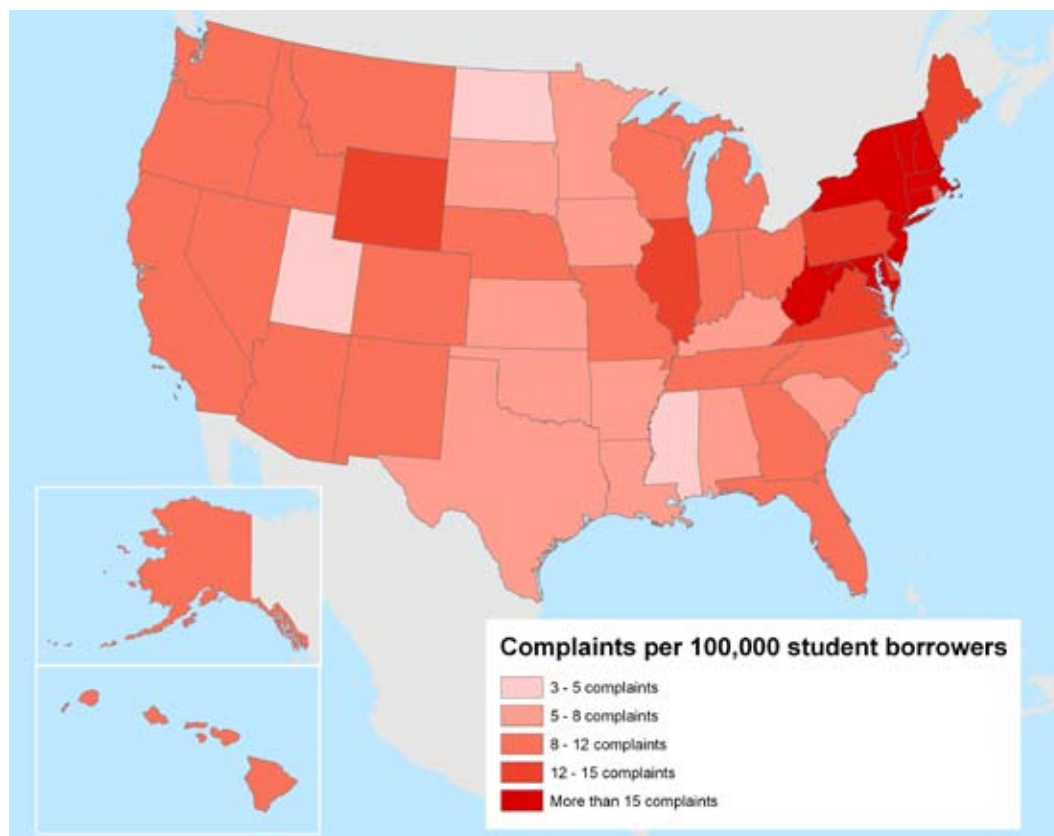 Complaints per 100,000 student borrowers
3 - 5 complaints
5 - 8 complaints
8 - 12 complaints
12 - 15 complaints
More than 15 complaints